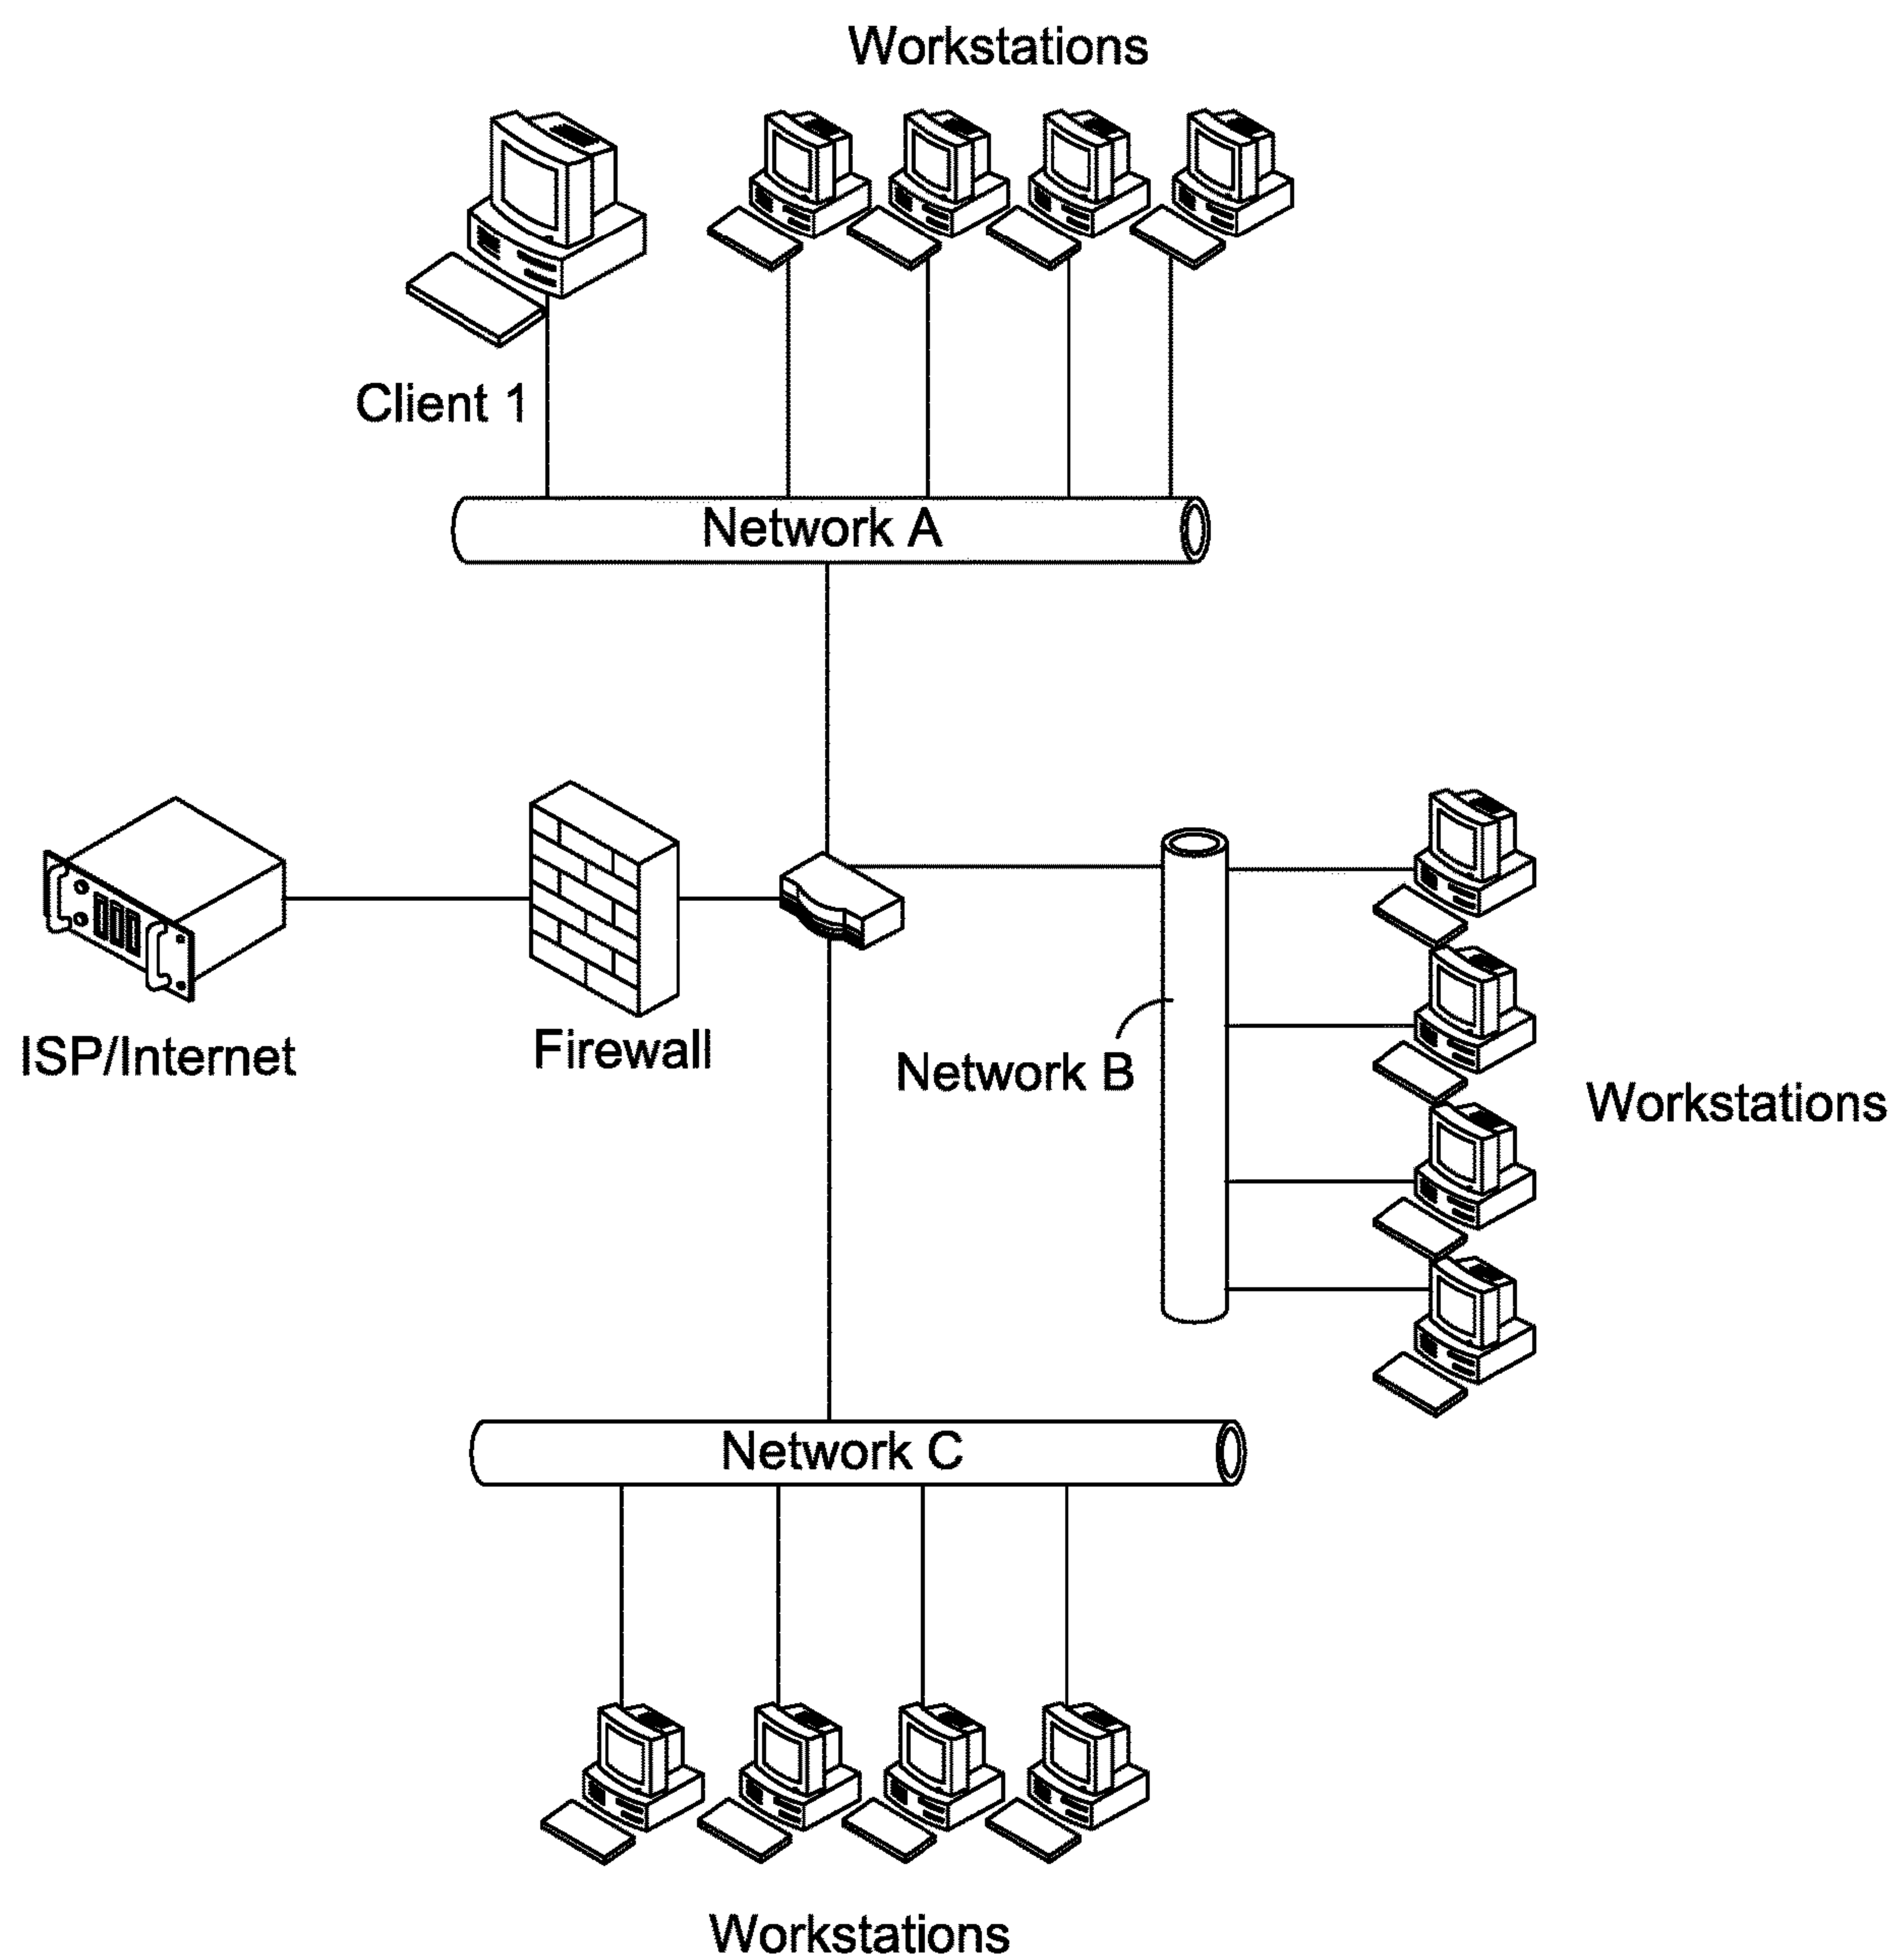 Workstations
Client 1
Network A
ISP/Internet
Firewall
Network B
Workstations
Network C
Workstations